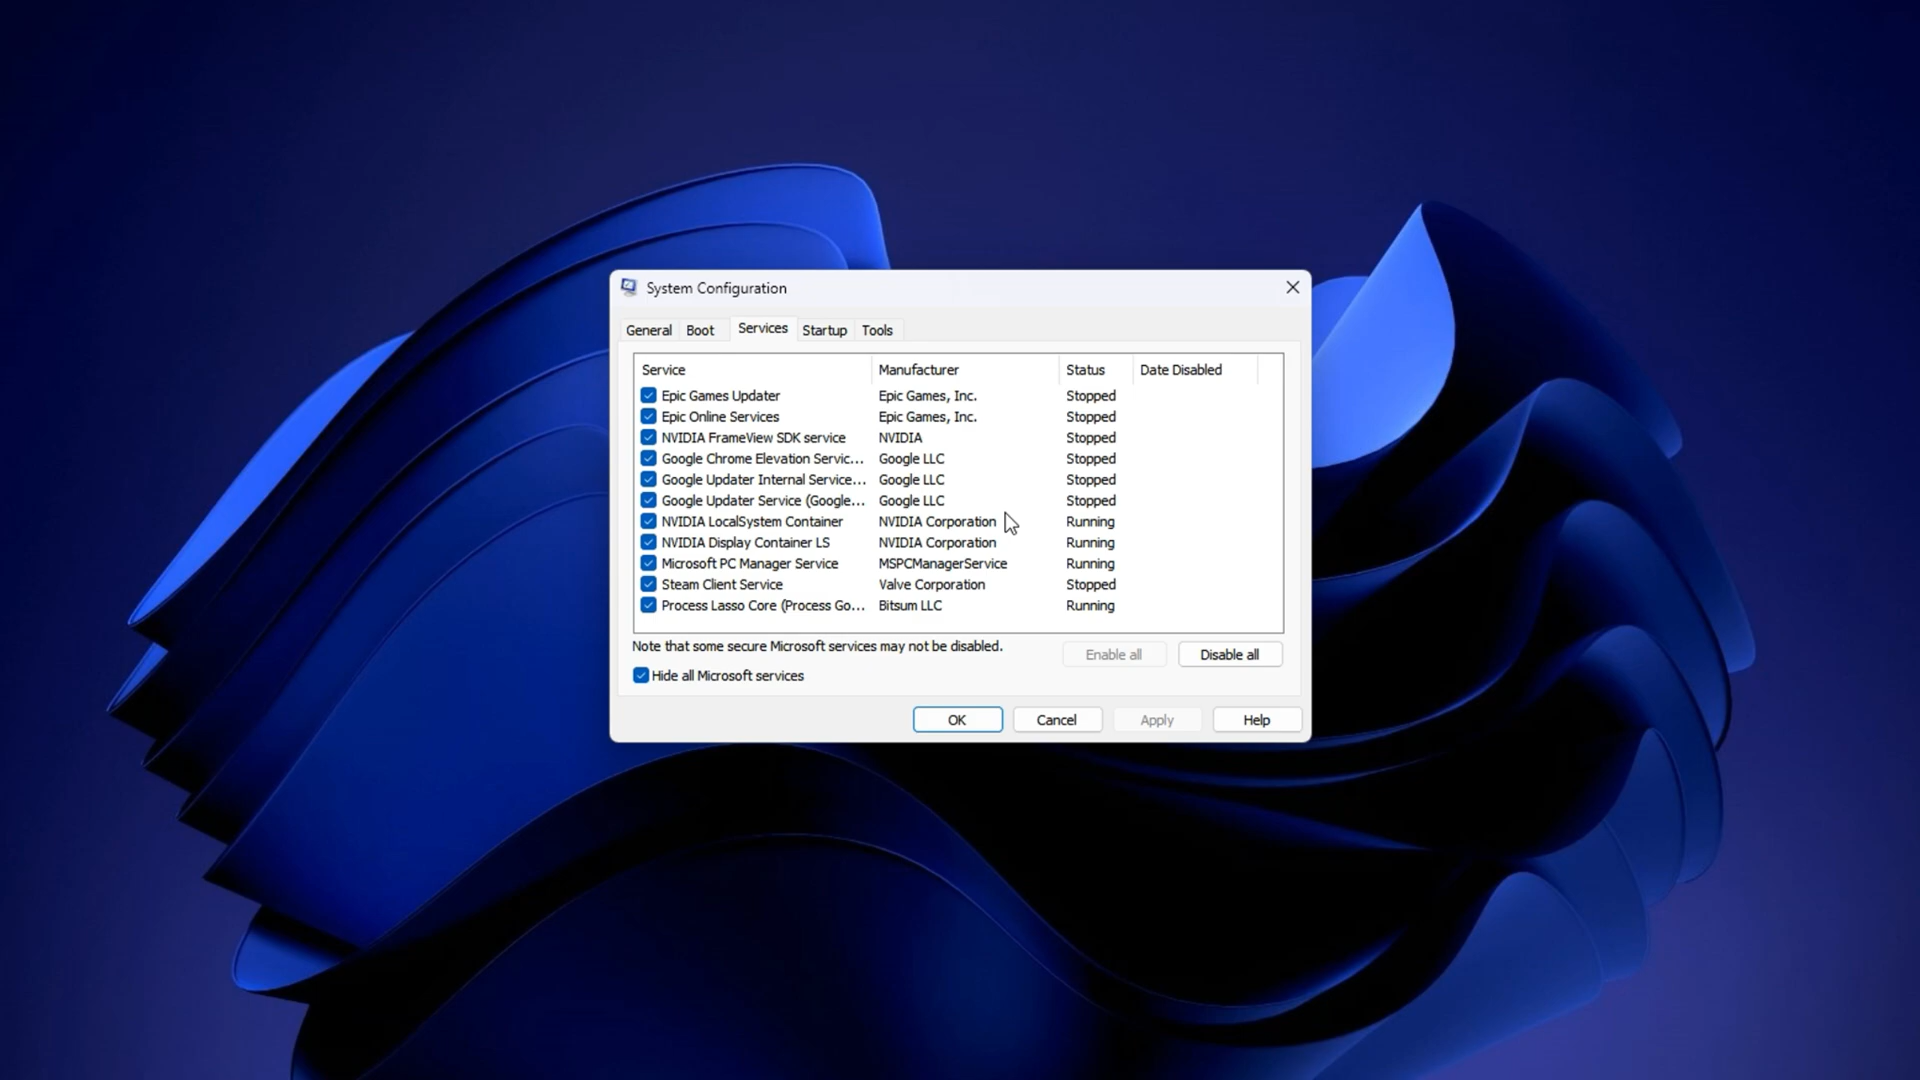 System Configuration
General Boot Services Startup Tools
Service Manufacturer Status Date Disabled
Epic Games Updater Epic Games, Inc. Stopped
Epic Online Services Epic Games, Inc. Stopped
NVIDIA FrameView SDK service NVIDIA Stopped
Google Chrome Elevation Servic... Google LLC Stopped
Google Updater Internal Service... Google LLC Stopped
Google Updater Service (Google... Google LLC Stopped
NVIDIA LocalSystem Container NVIDIA Corporation Running
NVIDIA Display Container LS NVIDIA Corporation Running
Microsoft PC Manager Service MSPCManagerService Running
Steam Client Service Valve Corporation Stopped
Process Lasso Core (Process Go... Bitsum LLC Running
Note that some secure Microsoft services may not be disabled.
Enable all Disable all
Hide all Microsoft services
OK Cancel Apply Help